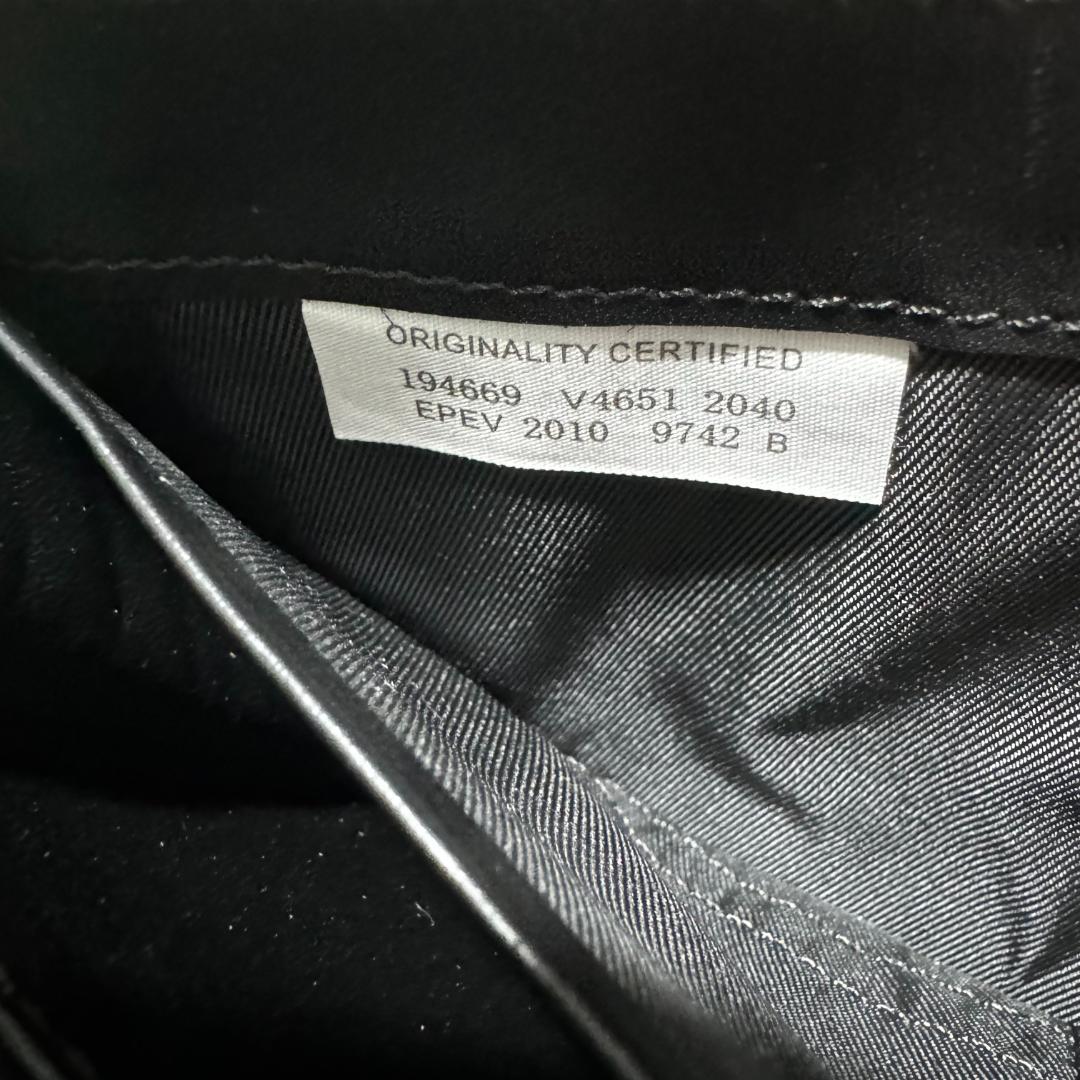 ORIGINALITY CERTIFIED
194669 V4651 2040
EPEV 2010 9742 B